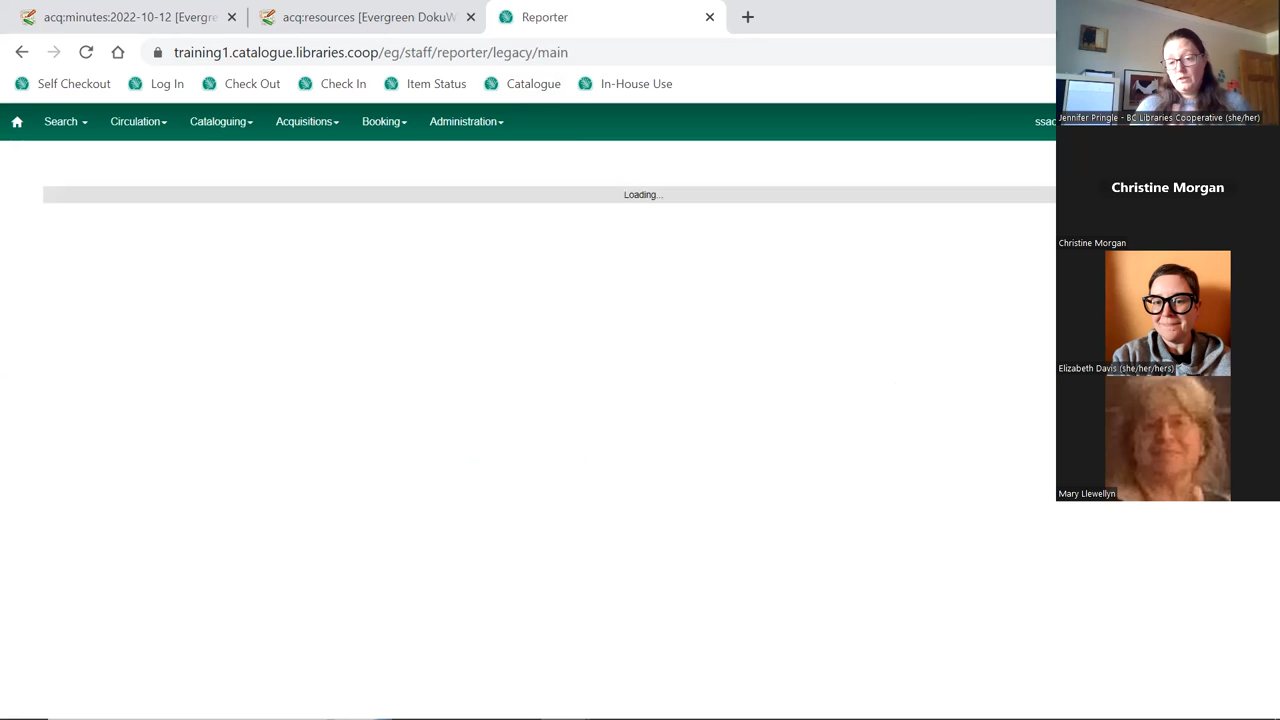 acq:minutes:2022-10-12 [Evergre
acq:resources [Evergreen DokuW
Reporter
training1.catalogue.libraries.coop/eg/staff/reporter/legacy/main
Self Checkout
Log In
Check Out
Check
Item Status
Catalogue
In-House Use
Search
Circulation
Cataloguing
Acquisitions
Booking
Administration
ssac
Loading...
Jennifer Pringle - BC Libraries Cooperative (she/her)
Christine Morgan
Christine Morgan
Elizabeth Davis (she/her/hers)
Mary Llewellyn